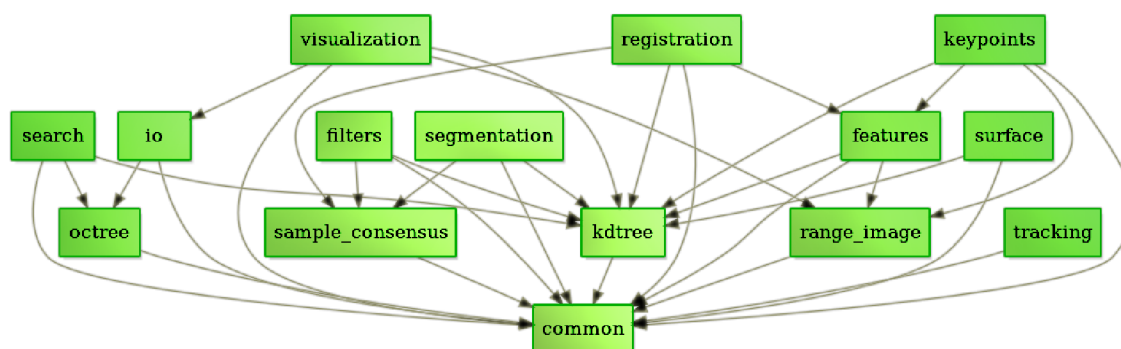 visualization
registration
keypoints
search
io
filters
segmentation
features
surface
octree
sample_consensus
kdtree
range_image
tracking
common